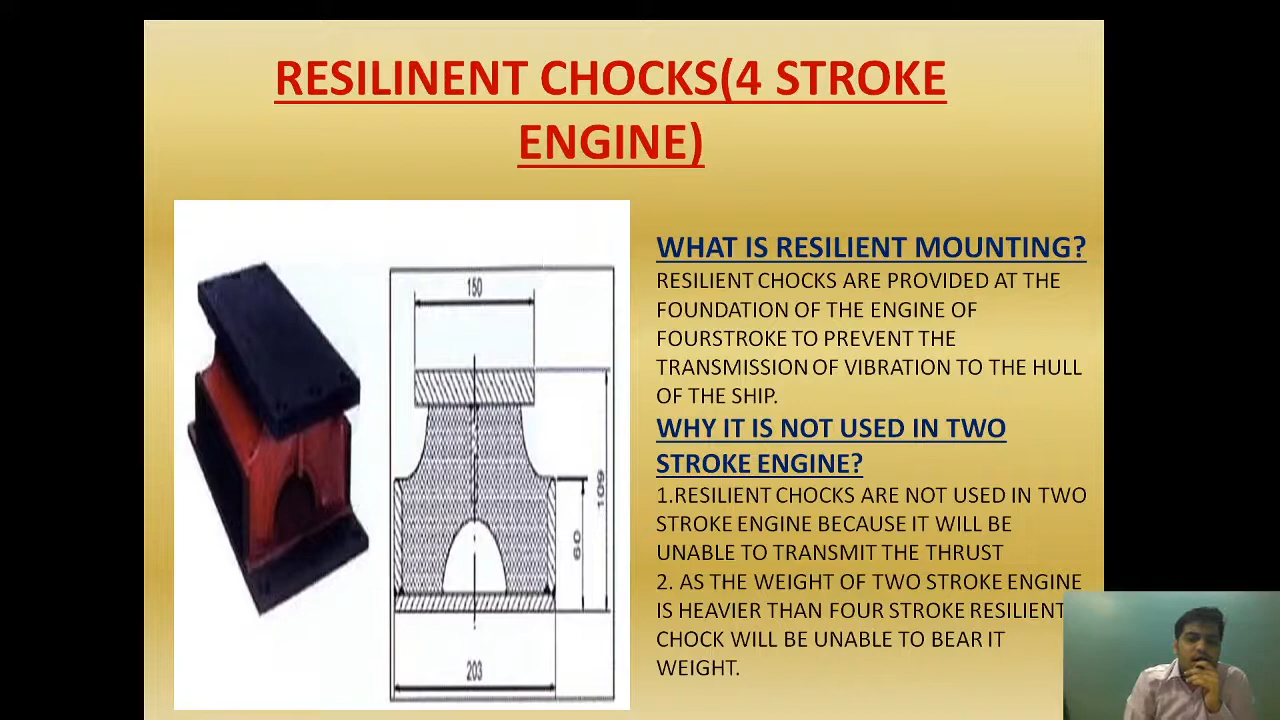 RESILINENT CHOCKS(4 STROKE
ENGINE)
150
109
60
203
WHAT IS RESILIENT MOUNTING?
RESILIENT CHOCKS ARE PROVIDED AT THE
FOUNDATION OF THE ENGINE OF
FOURSTROKE TO PREVENT THE
TRANSMISSION OF VIBRATION TO THE HULL
OF THE SHIP.
WHY IT IS NOT USED IN TWO
STROKE ENGINE?
1.RESILIENT CHOCKS ARE NOT USED IN TWO
STROKE ENGINE BECAUSE IT WILL BE
UNABLE TO TRANSMIT THE THRUST
2. AS THE WEIGHT OF TWO STROKE ENGINE
IS HEAVIER THAN FOUR STROKE RESILIENT
CHOCK WILL BE UNABLE TO BEAR IT
WEIGHT.